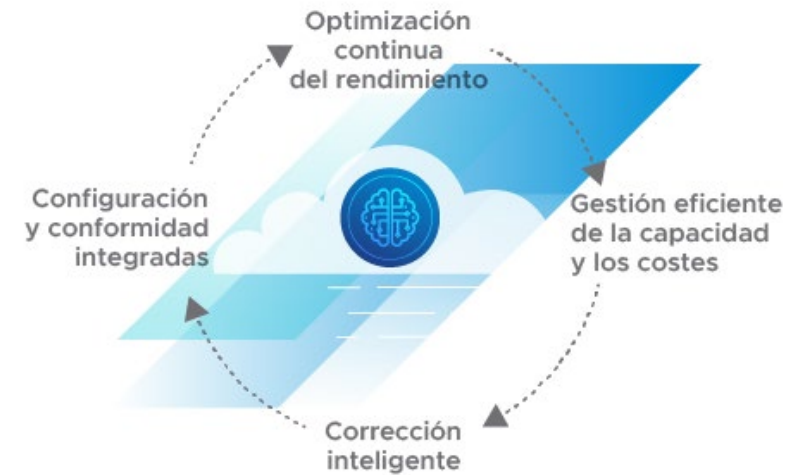 Optimización
continua
del rendimiento
Configuración
y conformidad
integradas
Gestión eficiente
de la capacidad
y los costes
Corrección
inteligente